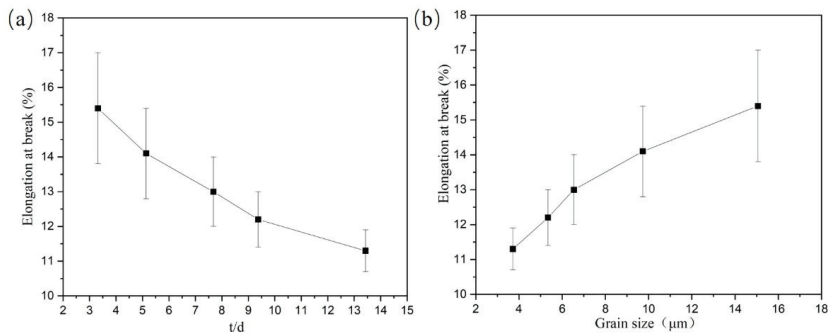 (a)
Elongation at break (%)
18
17
16
15
14
13
12
11
10
2 3 4 5 6 7 8 9 10 11 12 13 14 15
t/d
(b)
Elongation at break (%)
18
17
16
15
14
13
12
11
10
2 4 6 8 10 12 14 16 18
Grain size（μm）